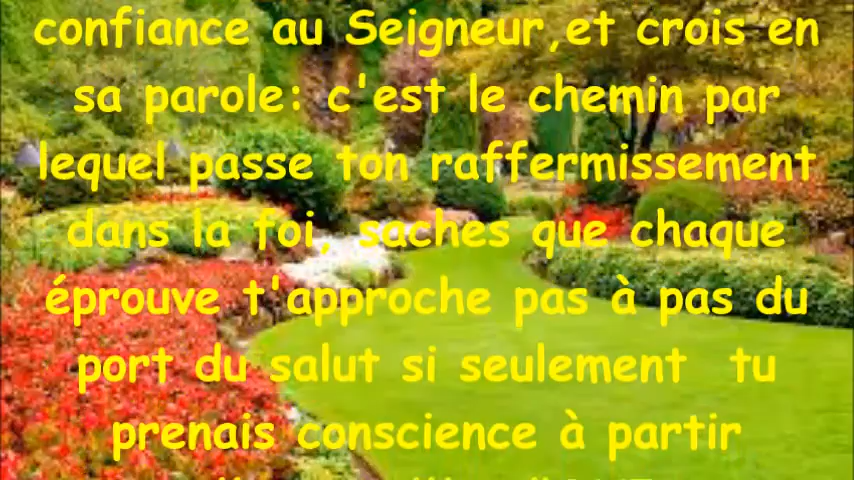 confiance au Seigneur,et crois en
sa parole: c'est le chemin par
lequel passe ton raffermissement
dans la foi, saches que chaque
éprouve t'approche pas à pas du
port du salut si seulement tu
prenais conscience à partir